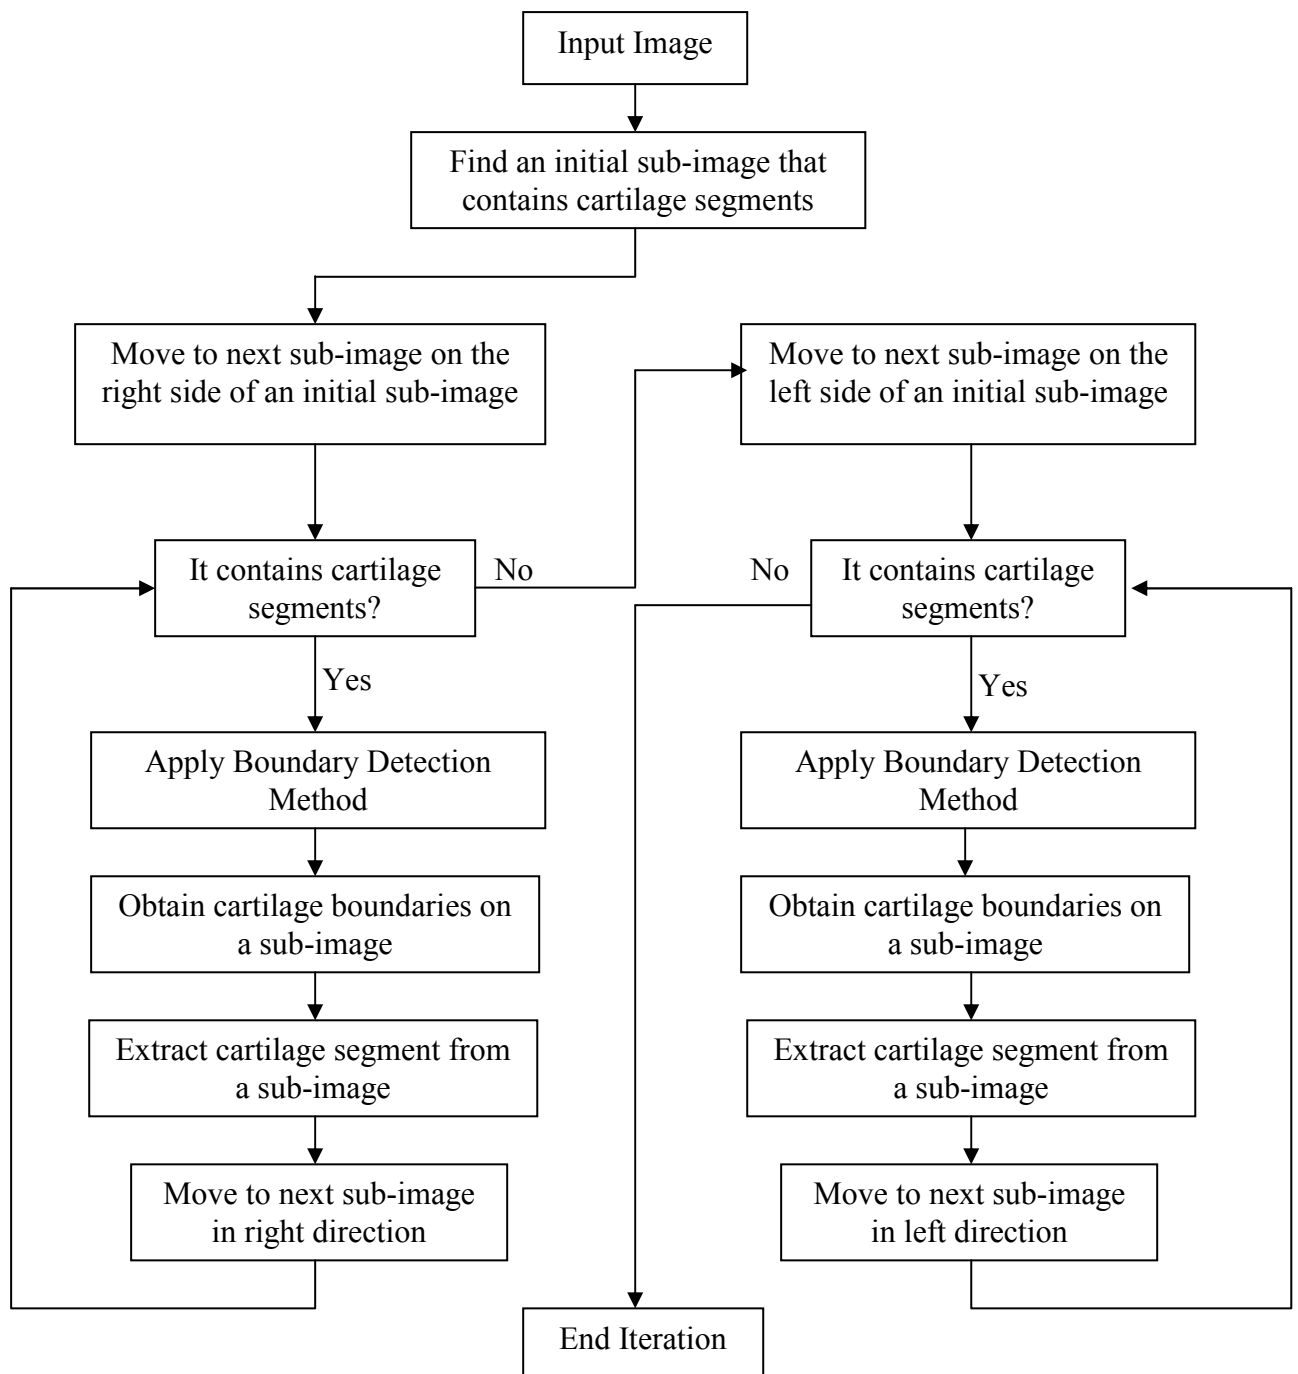 Input Image
Find an initial sub-image that
contains cartilage segments
Move to next sub-image on the
right side of an initial sub-image
Move to next sub-image on the
left side of an initial sub-image
It contains cartilage
segments?
No
No
It contains cartilage
segments?
Yes
Yes
Apply Boundary Detection
Method
Apply Boundary Detection
Method
Obtain cartilage boundaries on
a sub-image
Obtain cartilage boundaries on
a sub-image
Extract cartilage segment from
a sub-image
Extract cartilage segment from
a sub-image
Move to next sub-image
in right direction
Move to next sub-image
in left direction
End Iteration